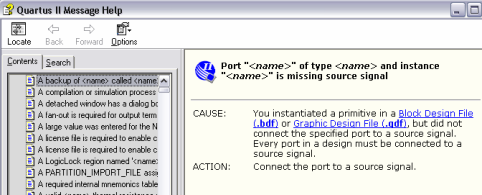 Quartus II Message Help
Locate Back Forward Options
Contents Search
A backup of <name> called <name
A compilation or simulation process
A detached window has a dialog bo
A fan-out is required for output term
A large value was entered for the N
A license file is required to enable c
A license file is required to enable c
A LogicLock region named '<name>
A PARTITION_IMPORT_FILE assig
A required internal mnemonics table
Port "<name>" of type <name> and instance
"<name>" is missing source signal
CAUSE: You instantiated a primitive in a Block Design File
(.bdf) or Graphic Design File (.gdf), but did not
connect the specified port to a source signal.
Every port in a design must be connected to a
source signal.
ACTION: Connect the port to a source signal.